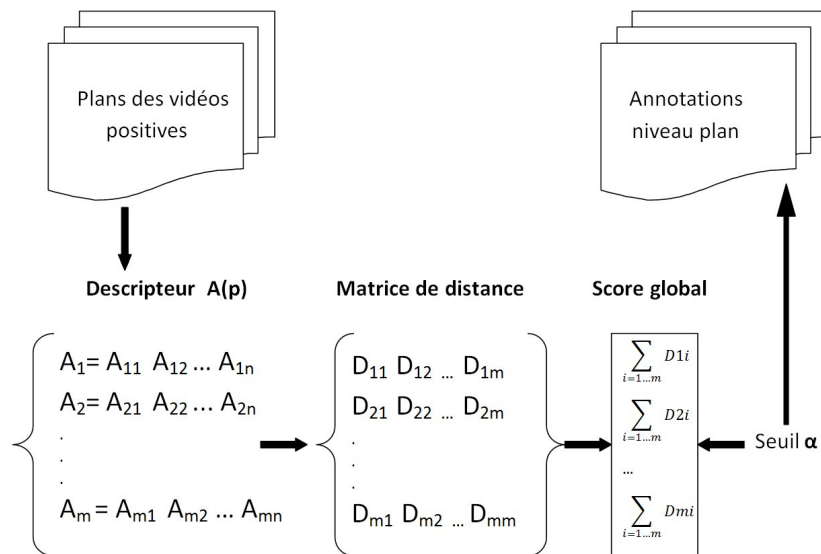 Plans des vidéos
positives
Annotations
niveau plan
Descripteur A(p)
Matrice de distance
Score global
A₁= A₁₁ A₁₂ ... A₁ₙ
A₂= A₂₁ A₂₂ ... A₂ₙ
.
.
.
Aₘ = Aₘ₁ Aₘ₂ ... Aₘₙ
D₁₁ D₁₂ ... D₁ₘ
D₂₁ D₂₂ ... D₂ₘ
.
.
.
Dₘ₁ Dₘ₂ ... Dₘₘ
∑ D1i
i=1...m
∑ D2i
i=1...m
...
∑ Dmi
i=1...m
Seuil α